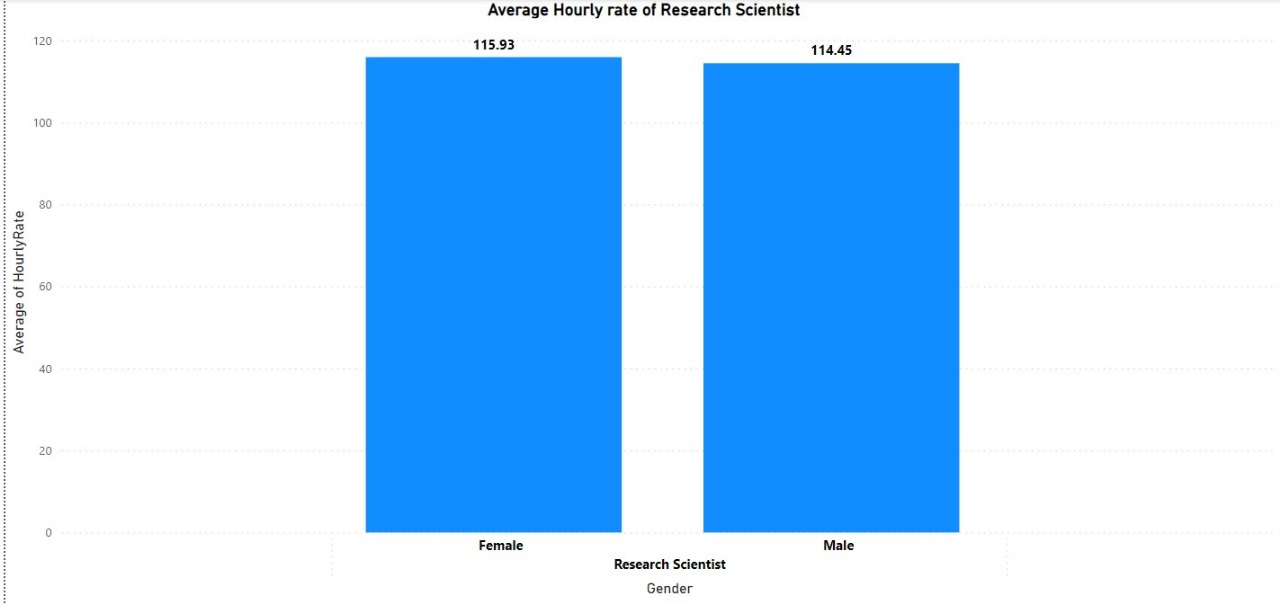 Average Hourly rate of Research Scientist
120
100
80
60
40
20
0
Average of HourlyRate
115.93
114.45
Female
Male
Research Scientist
Gender